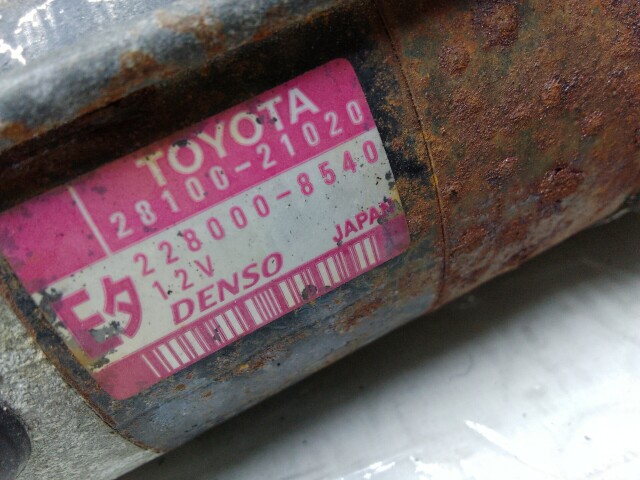 TOYOTA
28100-21020
228000-8540
12V
DENSO
JAPAN